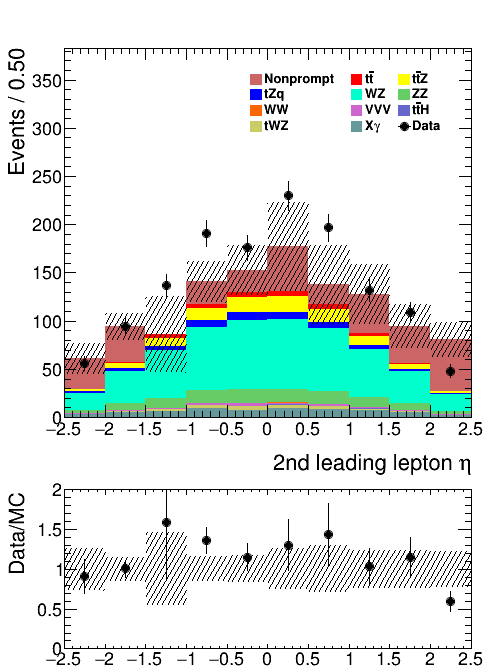 Events / 0.50
350
300
250
200
150
100
50
0
Nonprompt tt̄ tt̄Z
tZq WZ ZZ
WW VVV tt̄H
tWZ Xγ Data
−2.5 −2 −1.5 −1 −0.5 0 0.5 1 1.5 2 2.5
2nd leading lepton η
Data/MC
2
1.5
1
0.5
0
−2.5 −2 −1.5 −1 −0.5 0 0.5 1 1.5 2 2.5